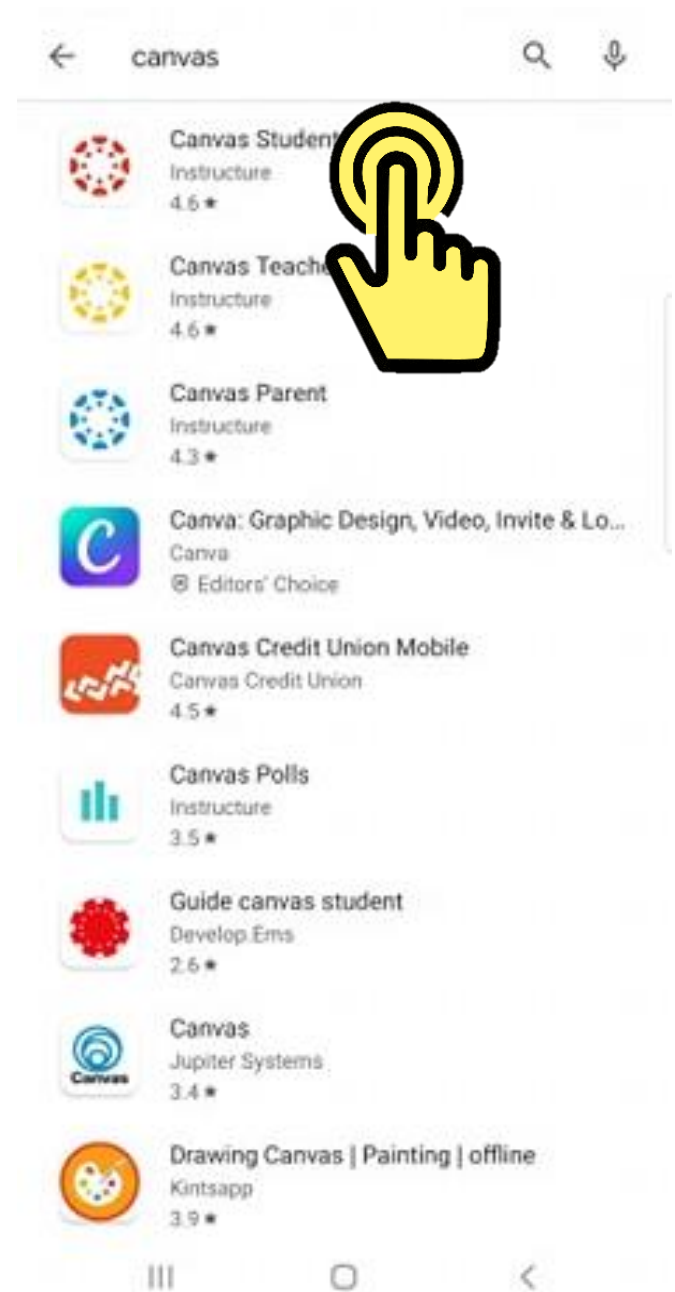 canvas
Canvas Student
Instructure
4.6★
Canvas Teache
Instructure
4.6★
Canvas Parent
Instructure
4.3★
Canva: Graphic Design, Video, Invite & Lo...
Canva
Editors' Choice
Canvas Credit Union Mobile
Canvas Credit Union
4.5★
Canvas Polls
Instructure
3.5★
Guide canvas student
Develop.Ems
2.6★
Canvas
Jupiter Systems
3.4★
Canvas
Drawing Canvas | Painting | offline
Kintsapp
3.9★